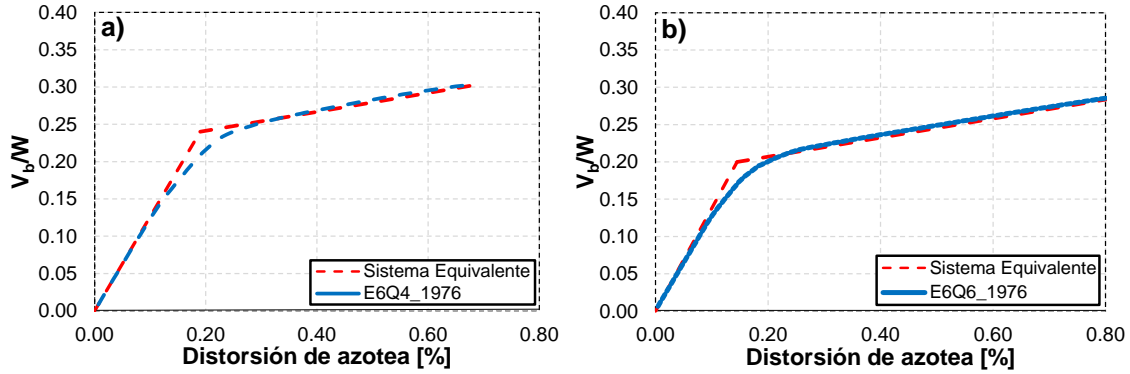 a)
V_b/W
0.40
0.35
0.30
0.25
0.20
0.15
0.10
0.05
0.00
0.00 0.20 0.40 0.60 0.80
Distorsión de azotea [%]
Sistema Equivalente
E6Q4_1976
b)
V_b/W
0.40
0.35
0.30
0.25
0.20
0.15
0.10
0.05
0.00
0.00 0.20 0.40 0.60 0.80
Distorsión de azotea [%]
Sistema Equivalente
E6Q6_1976